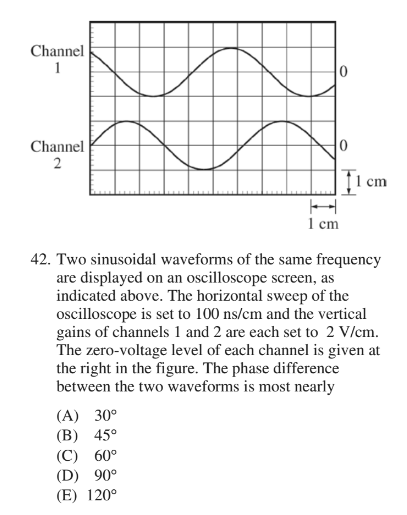 Channel
1
0
Channel
2
0
1 cm
1 cm
42. Two sinusoidal waveforms of the same frequency
are displayed on an oscilloscope screen, as
indicated above. The horizontal sweep of the
oscilloscope is set to 100 ns/cm and the vertical
gains of channels 1 and 2 are each set to 2 V/cm.
The zero-voltage level of each channel is given at
the right in the figure. The phase difference
between the two waveforms is most nearly
(A) 30°
(B) 45°
(C) 60°
(D) 90°
(E) 120°